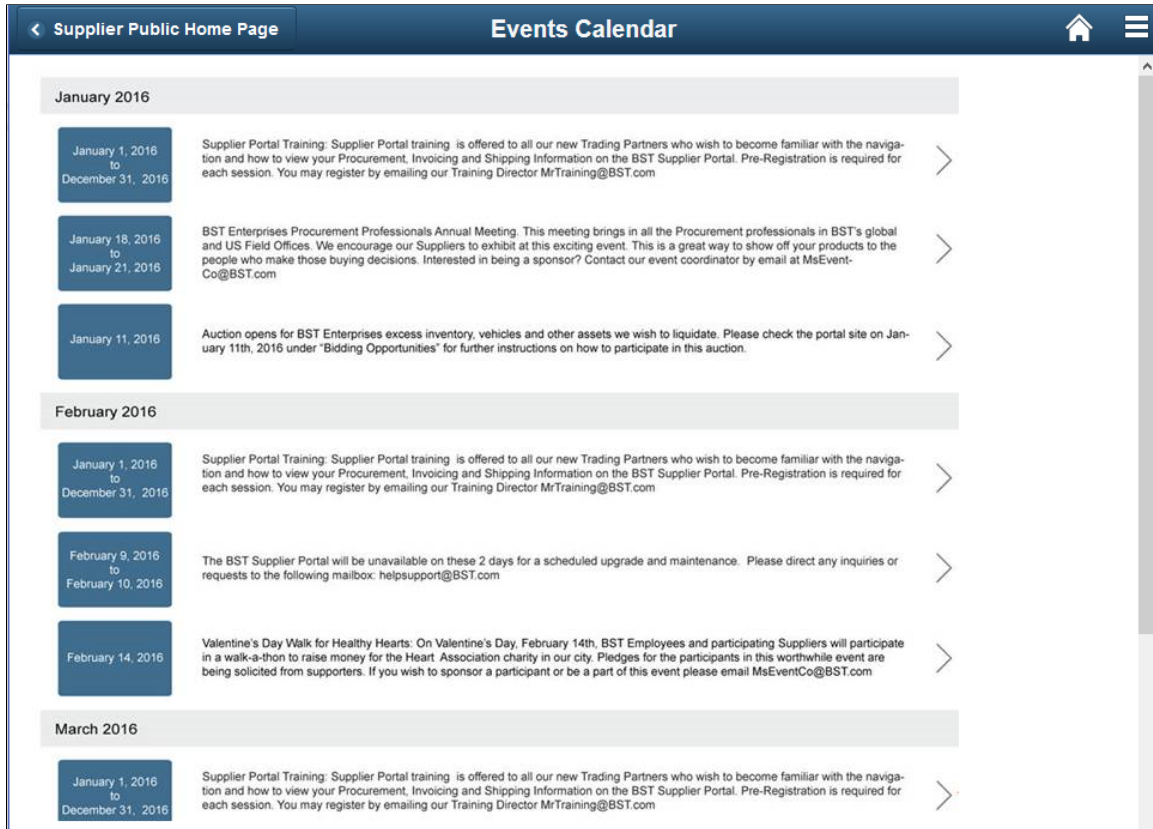 Supplier Public Home Page
Events Calendar
January 2016
January 1, 2016
to
December 31, 2016
Supplier Portal Training: Supplier Portal training is offered to all our new Trading Partners who wish to become familiar with the naviga-
tion and how to view your Procurement, Invoicing and Shipping Information on the BST Supplier Portal. Pre-Registration is required for
each session. You may register by emailing our Training Director MrTraining@BST.com
January 18, 2016
to
January 21, 2016
BST Enterprises Procurement Professionals Annual Meeting. This meeting brings in all the Procurement professionals in BST's global
and US Field Offices. We encourage our Suppliers to exhibit at this exciting event. This is a great way to show off your products to the
people who make those buying decisions. Interested in being a sponsor? Contact our event coordinator by email at MsEvent-
Co@BST.com
January 11, 2016
Auction opens for BST Enterprises excess inventory, vehicles and other assets we wish to liquidate. Please check the portal site on Jan-
uary 11th, 2016 under “Bidding Opportunities” for further instructions on how to participate in this auction.
February 2016
January 1, 2016
to
December 31, 2016
Supplier Portal Training: Supplier Portal training is offered to all our new Trading Partners who wish to become familiar with the naviga-
tion and how to view your Procurement, Invoicing and Shipping Information on the BST Supplier Portal. Pre-Registration is required for
each session. You may register by emailing our Training Director MrTraining@BST.com
February 9, 2016
to
February 10, 2016
The BST Supplier Portal will be unavailable on these 2 days for a scheduled upgrade and maintenance. Please direct any inquiries or
requests to the following mailbox: helpsupport@BST.com
February 14, 2016
Valentine's Day Walk for Healthy Hearts: On Valentine's Day, February 14th, BST Employees and participating Suppliers will participate
in a walk-a-thon to raise money for the Heart Association charity in our city. Pledges for the participants in this worthwhile event are
being solicited from supporters. If you wish to sponsor a participant or be a part of this event please email MsEventCo@BST.com
March 2016
January 1, 2016
to
December 31, 2016
Supplier Portal Training: Supplier Portal training is offered to all our new Trading Partners who wish to become familiar with the naviga-
tion and how to view your Procurement, Invoicing and Shipping Information on the BST Supplier Portal. Pre-Registration is required for
each session. You may register by emailing our Training Director MrTraining@BST.com